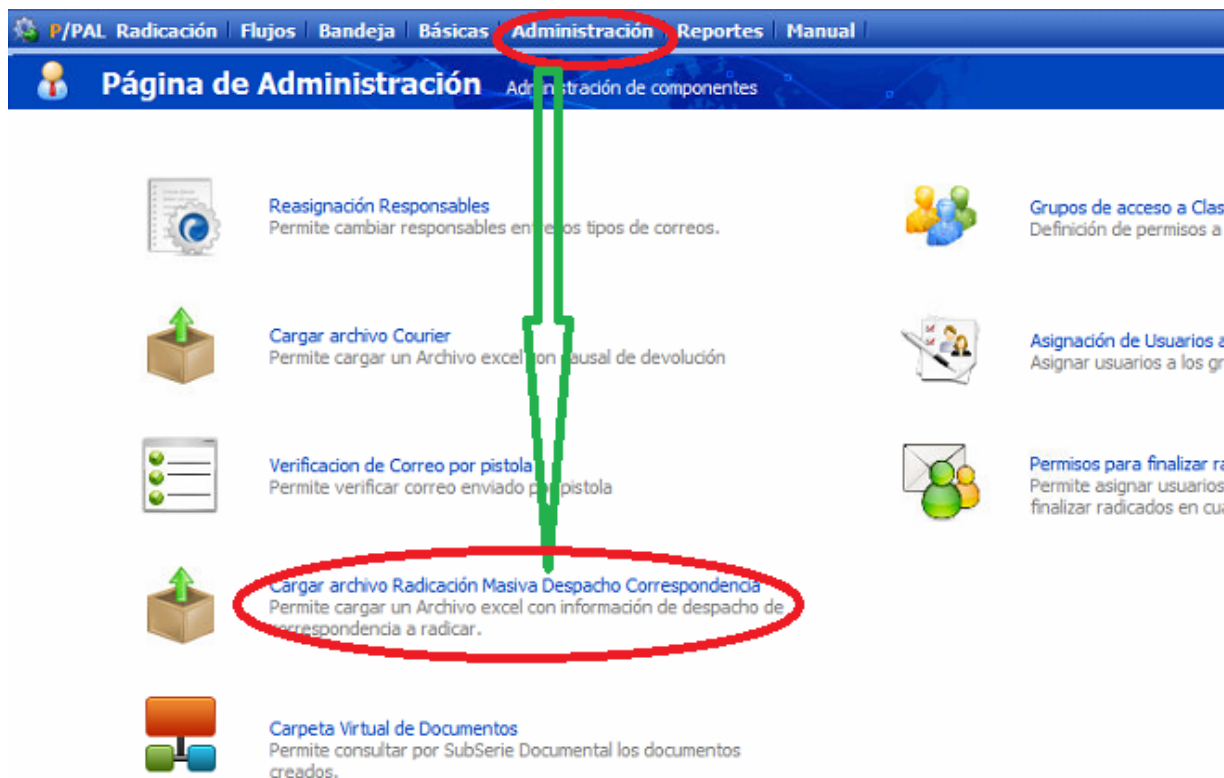 P/PAL Radicación Flujos Bandeja Básicas Administración Reportes Manual
Página de Administración Administración de componentes
Reasignación Responsables
Permite cambiar responsables entre los tipos de correos.
Cargar archivo Courier
Permite cargar un Archivo excel con causal de devolución
Verificacion de Correo por pistola
Permite verificar correo enviado por pistola
Cargar archivo Radicación Masiva Despacho Correspondencia
Permite cargar un Archivo excel con información de despacho de
correspondencia a radicar.
Carpeta Virtual de Documentos
Permite consultar por SubSerie Documental los documentos
creados.
Grupos de acceso a Clas
Definición de permisos a
Asignación de Usuarios a
Asignar usuarios a los gr
Permisos para finalizar ra
Permite asignar usuarios
finalizar radicados en cua